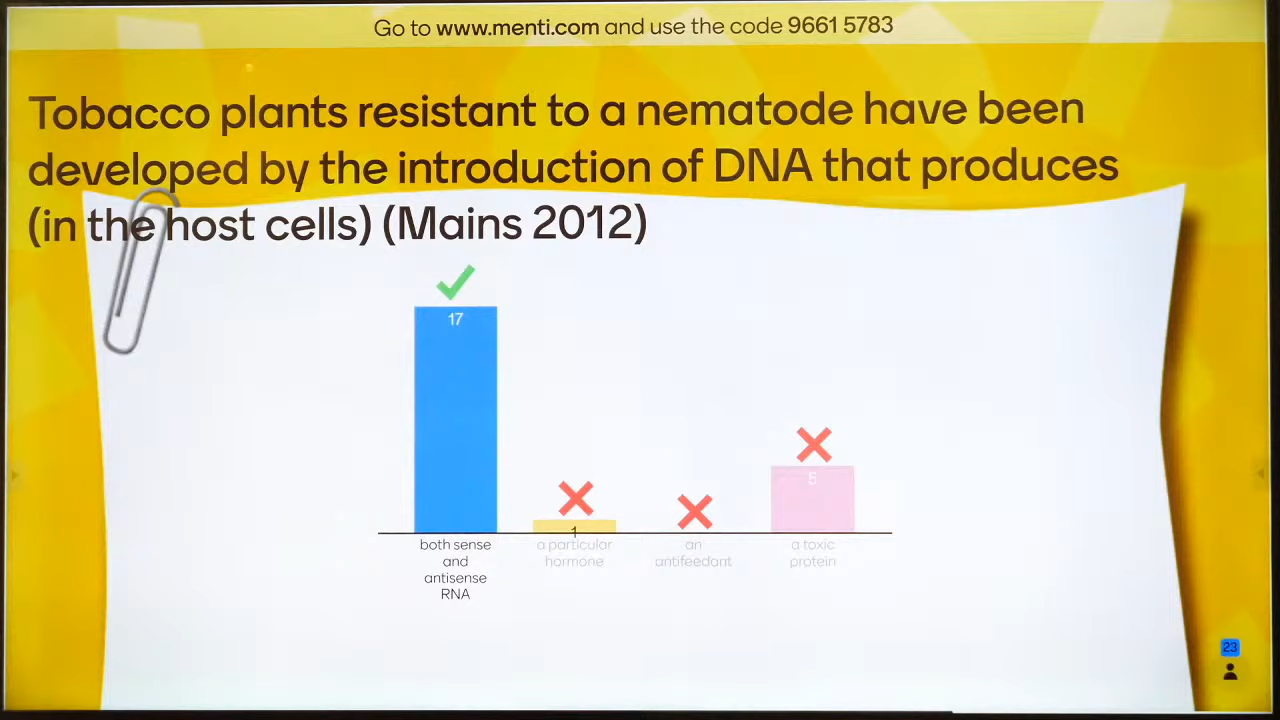 Go to www.menti.com and use the code 9661 5783
Tobacco plants resistant to a nematode have been
developed by the introduction of DNA that produces
(in the host cells) (Mains 2012)
17
1
5
both sense
and
antisense
RNA
a particular
hormone
an
antifeedant
a toxic
protein
23